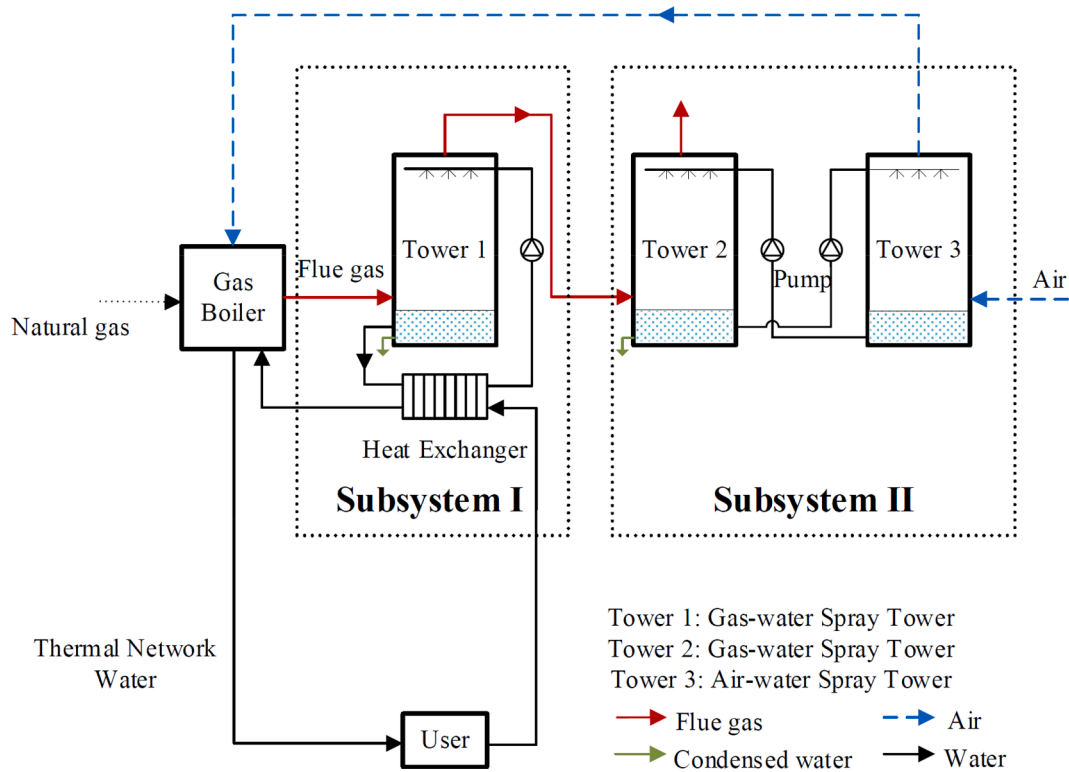 Tower 1
Tower 2
Tower 3
Gas
Boiler
Flue gas
Pump
Air
Natural gas
Heat Exchanger
Subsystem I
Subsystem II
Thermal Network
Water
User
Tower 1: Gas-water Spray Tower
Tower 2: Gas-water Spray Tower
Tower 3: Air-water Spray Tower
Flue gas
Air
Condensed water
Water